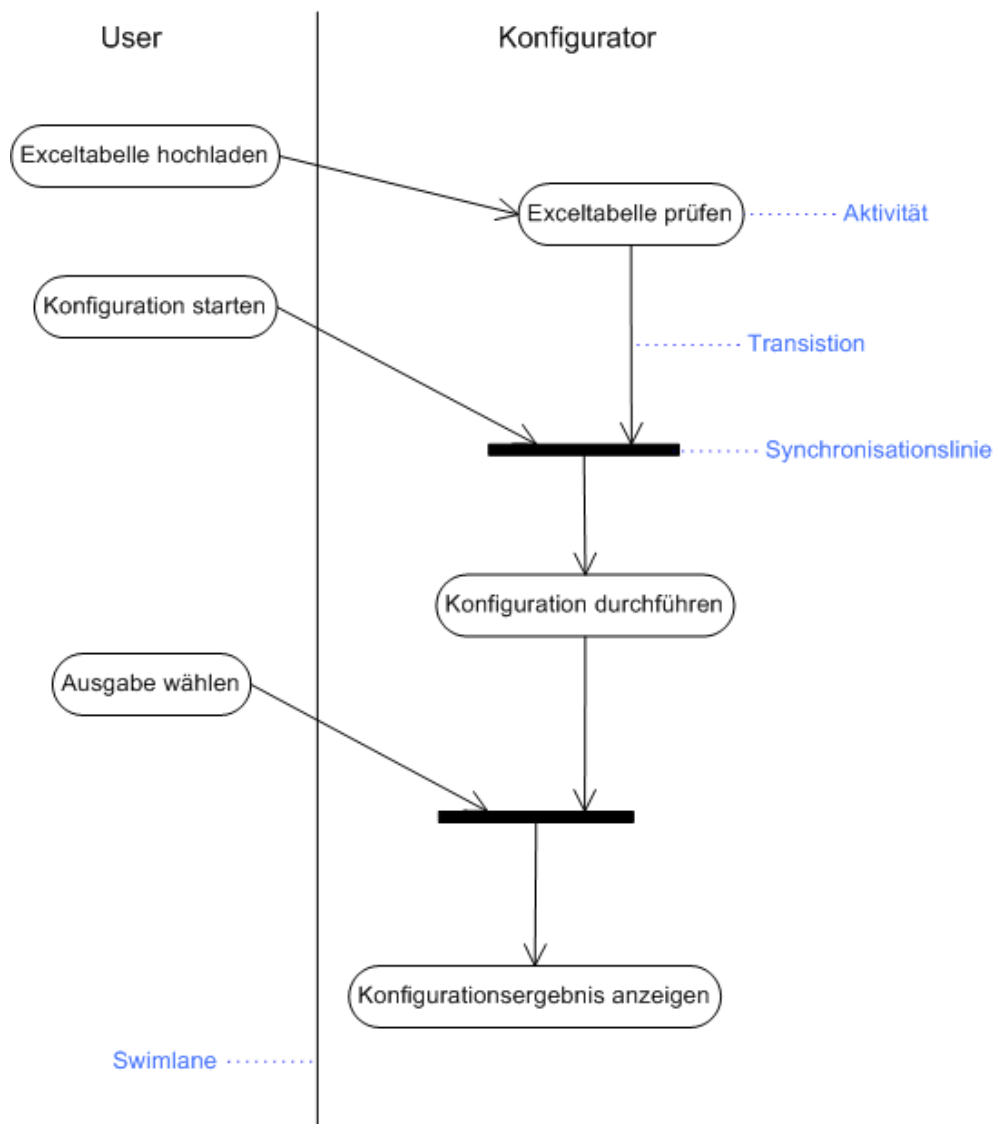 User
Konfigurator
Exceltabelle hochladen
Exceltabelle prüfen
Aktivität
Konfiguration starten
Transistion
Synchronisationslinie
Konfiguration durchführen
Ausgabe wählen
Konfigurationsergebnis anzeigen
Swimlane